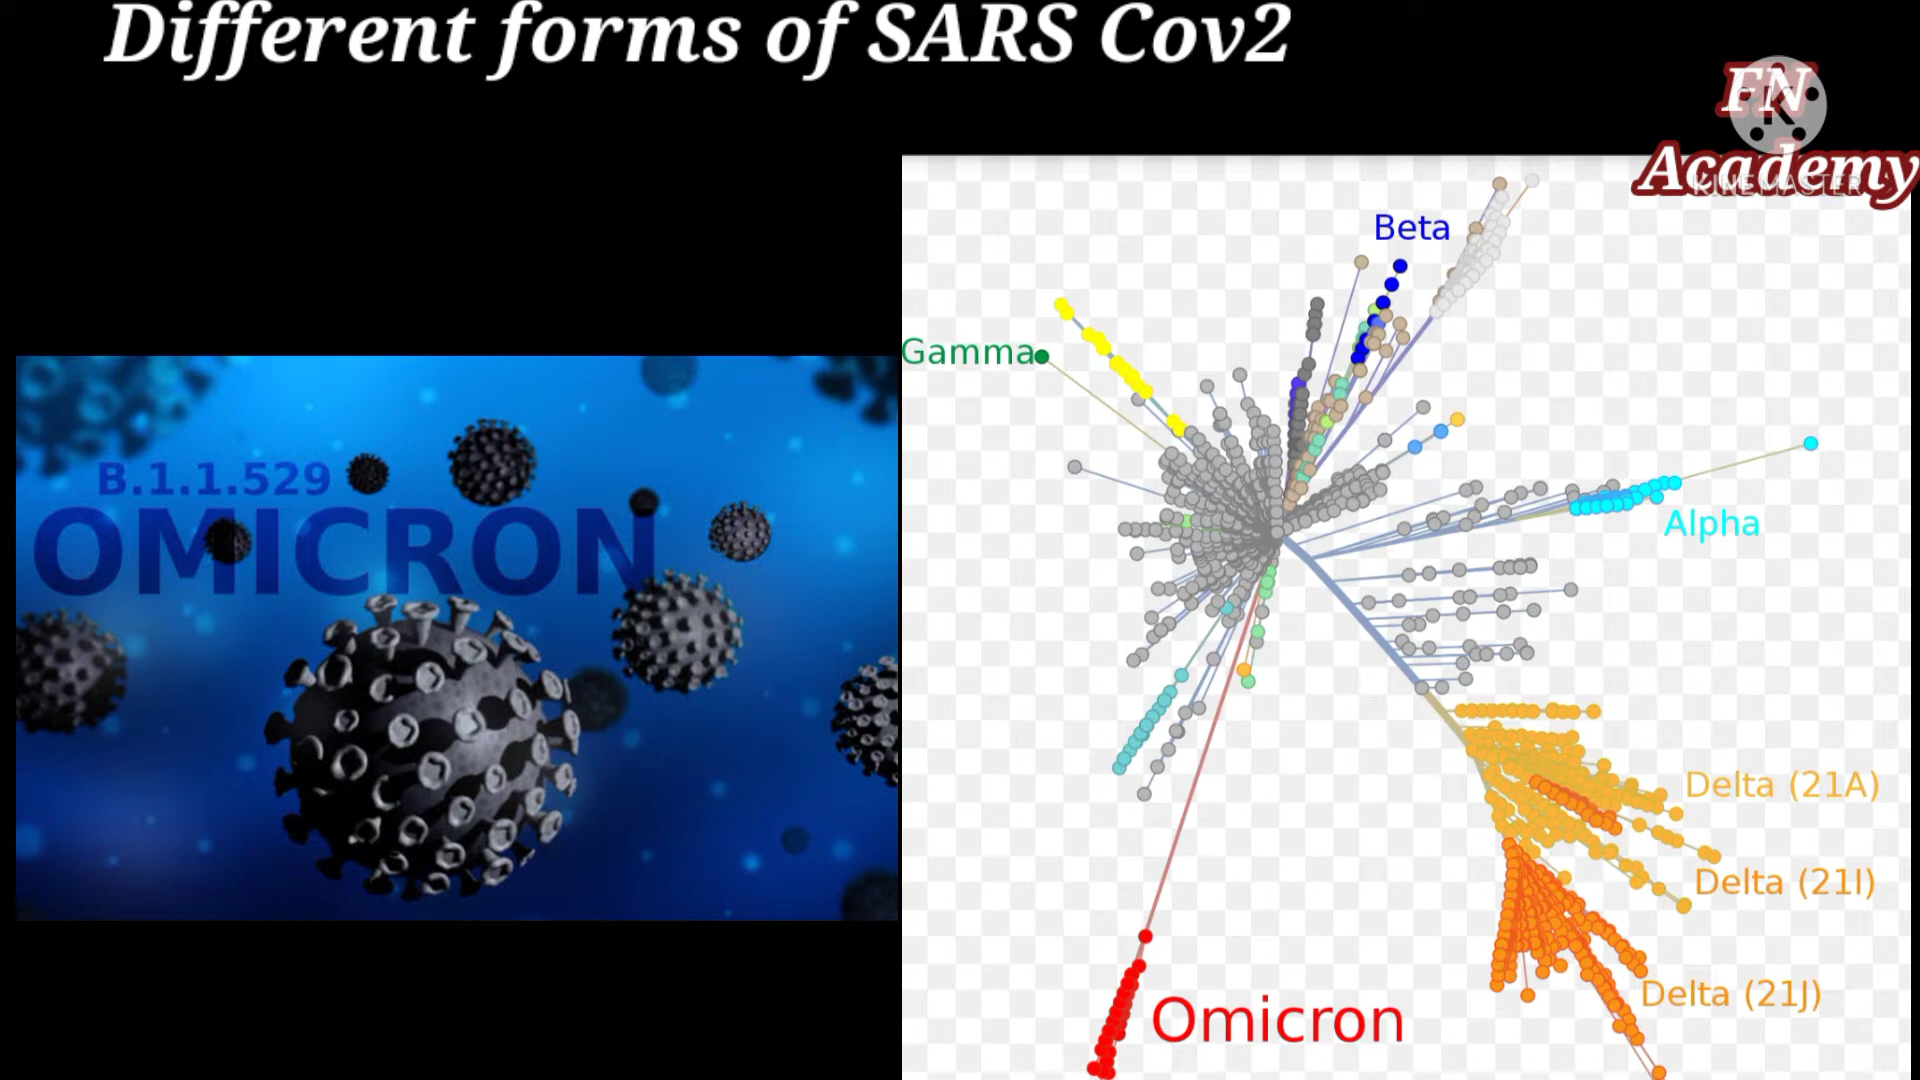 Different forms of SARS Cov2
FN
Academy
KINEMASTER
B.1.1.529
OMICRON
Beta
Gamma
Alpha
Delta (21A)
Delta (21I)
Delta (21J)
Omicron